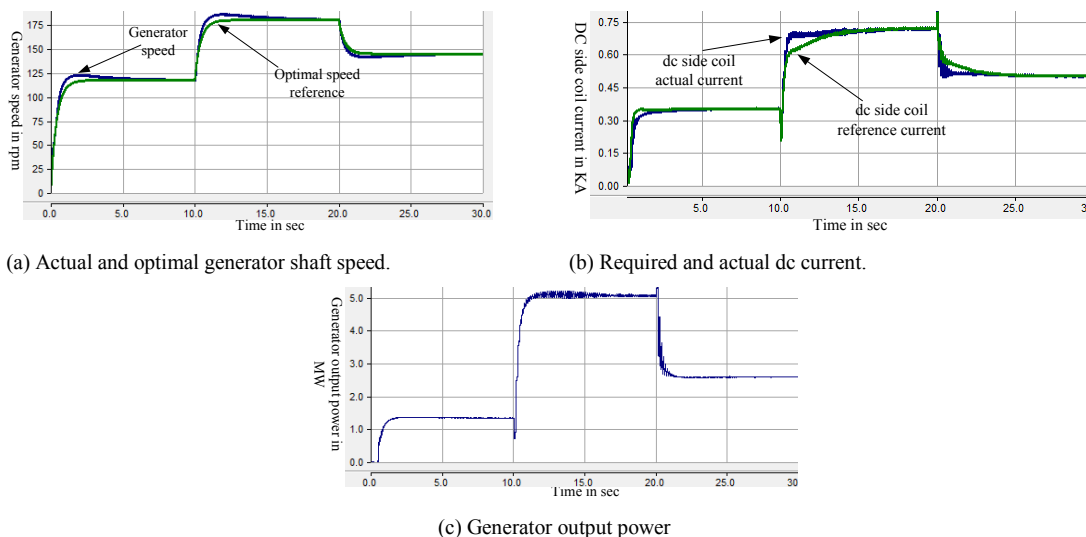 Generator speed in rpm
175
150
125
100
75
50
25
0
Generator
speed
Optimal speed
reference
0.0 5.0 10.0 15.0 20.0 25.0 30.0
Time in sec
(a) Actual and optimal generator shaft speed.
DC side coil current in KA
0.75
0.60
0.45
0.30
0.15
0.00
dc side coil
actual current
dc side coil
reference current
5.0 10.0 15.0 20.0 25.0 30
Time in sec
(b) Required and actual dc current.
Generator output power in
MW
5.0
4.0
3.0
2.0
1.0
0.0
0.0 5.0 10.0 15.0 20.0 25.0 30
Time in sec
(c) Generator output power